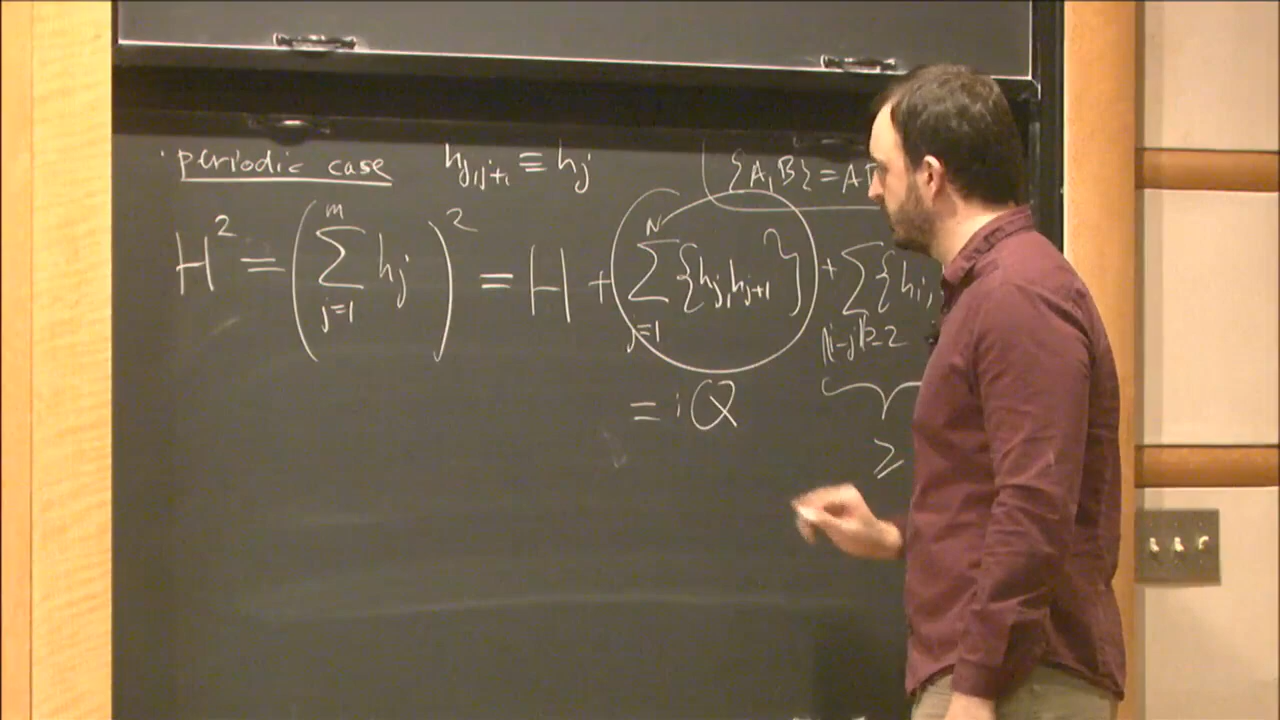 periodic case h_{j,j+1} ≡ h_j
{A,B} = A
H² = (∑_{j=1}^{m} h_j)² = H + ∑_{j=1}^{N} {h_j, h_{j+1}} + ∑_{|i-j|≥2} {h_i,
= iQ
≥